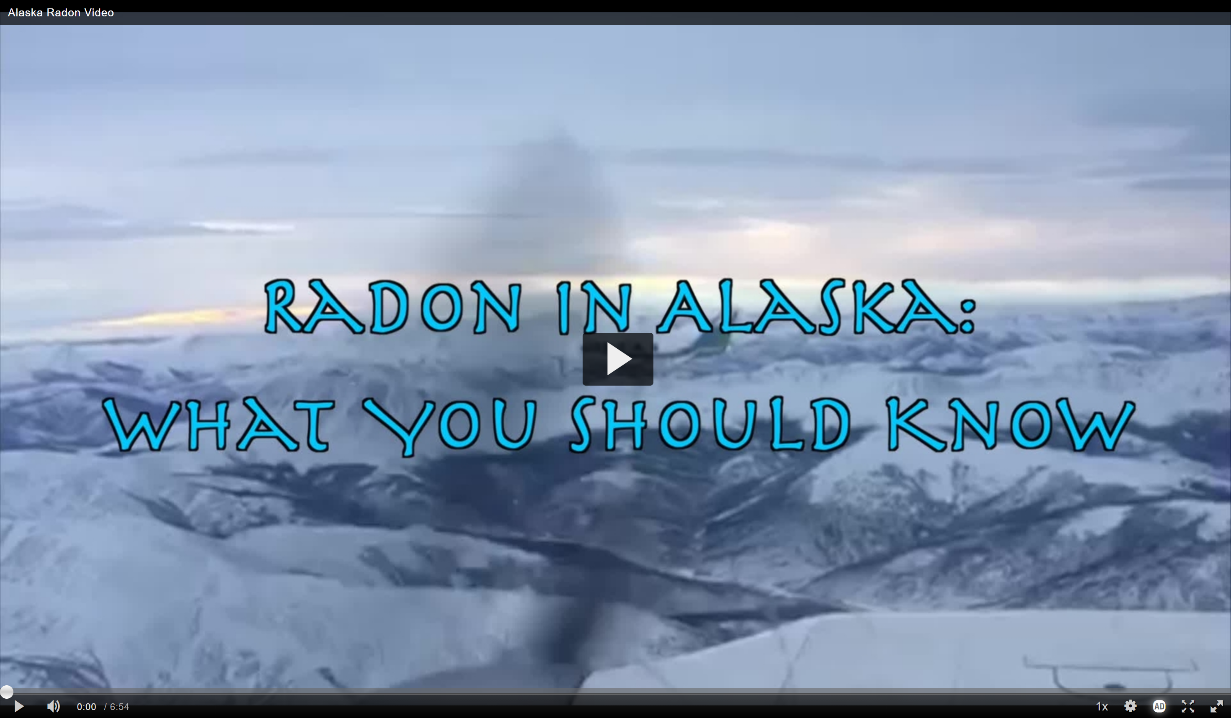 Alaska Radon Video
RADON IN ALASKA:
WHAT YOU SHOULD KNOW
0:00 / 6:54
1x
AD